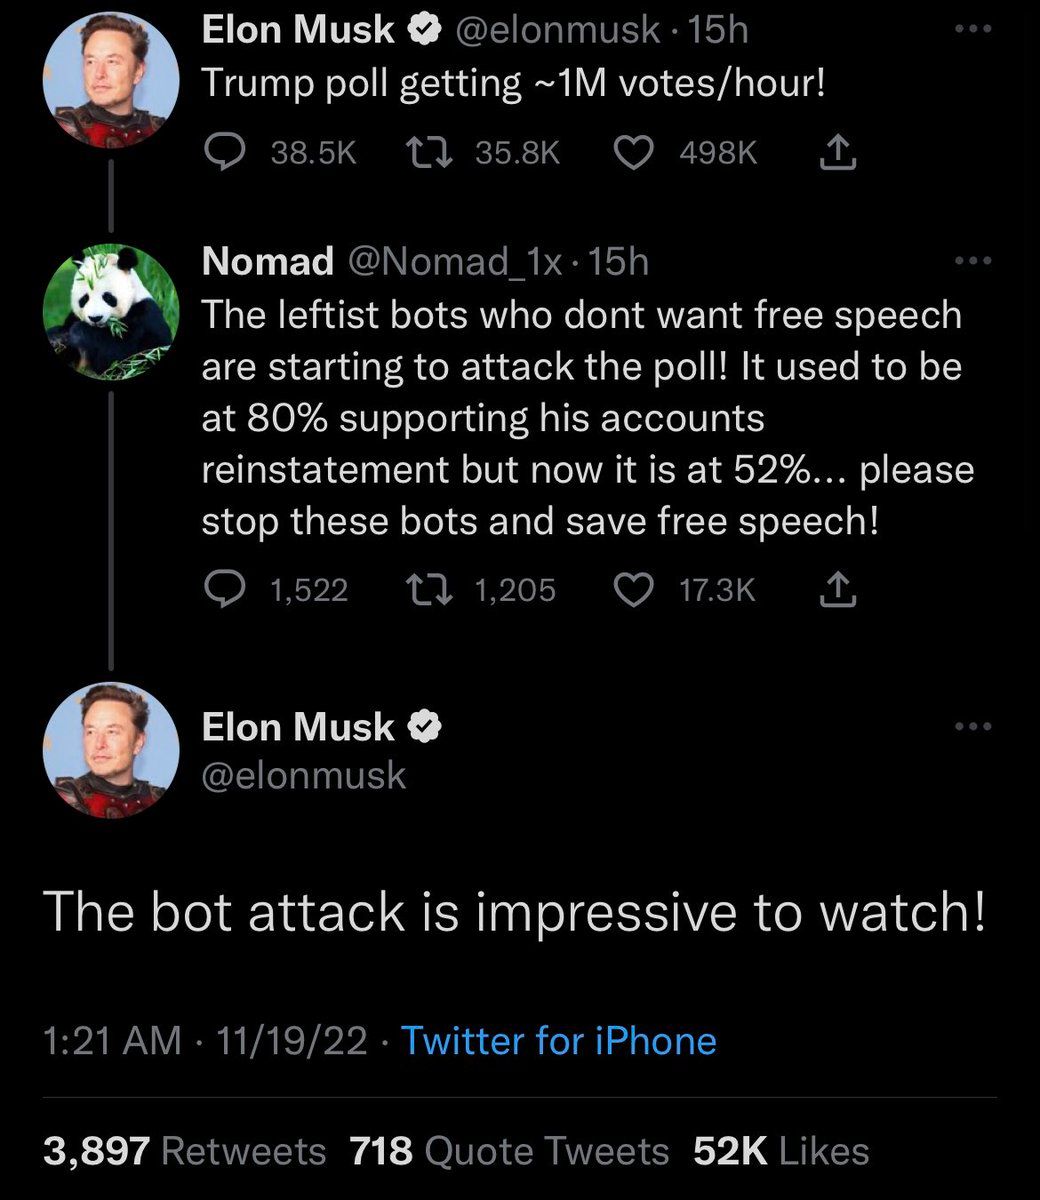 Elon Musk @elonmusk · 15h
Trump poll getting ~1M votes/hour!
38.5K 35.8K 498K
Nomad @Nomad_1x · 15h
The leftist bots who dont want free speech
are starting to attack the poll! It used to be
at 80% supporting his accounts
reinstatement but now it is at 52%... please
stop these bots and save free speech!
1,522 1,205 17.3K
Elon Musk
@elonmusk
The bot attack is impressive to watch!
1:21 AM · 11/19/22 · Twitter for iPhone
3,897 Retweets 718 Quote Tweets 52K Likes